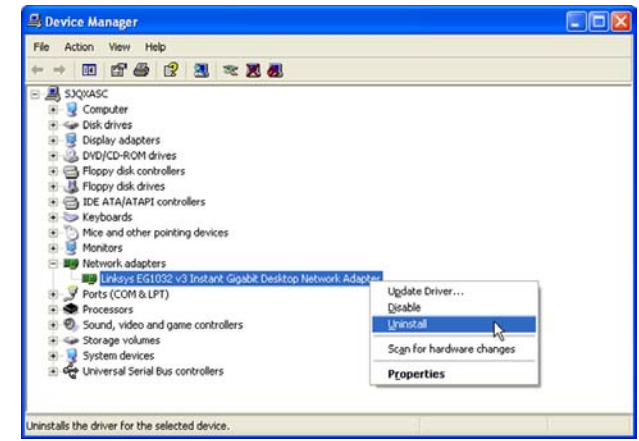 Device Manager
File Action View Help
SJQXASC
Computer
Disk drives
Display adapters
DVD/CD-ROM drives
Floppy disk controllers
Floppy disk drives
IDE ATA/ATAPI controllers
Keyboards
Mice and other pointing devices
Monitors
Network adapters
Linksys EG1032 v3 Instant Gigabit Desktop Network Adapter
Ports (COM & LPT)
Processors
Sound, video and game controllers
Storage volumes
System devices
Universal Serial Bus controllers
Update Driver...
Disable
Uninstall
Scan for hardware changes
Properties
Uninstalls the driver for the selected device.